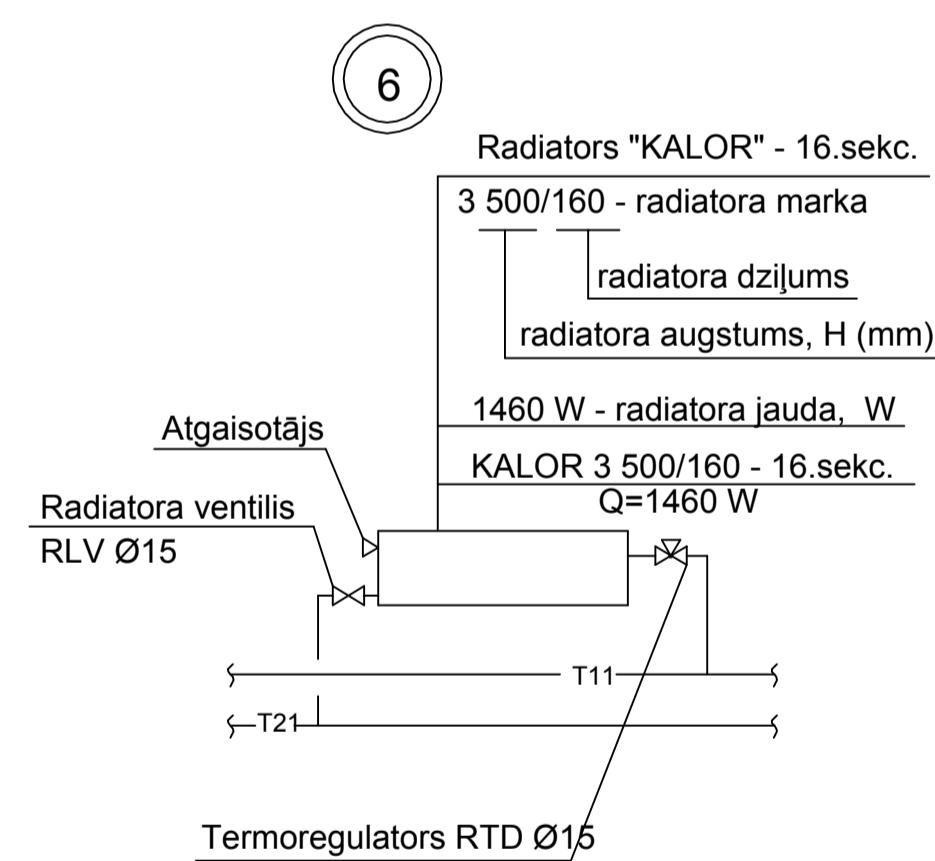 6
Radiators "KALOR" - 16.sekc.
3 500/160 - radiatora marka
radiatora dziļums
radiatora augstums, H (mm)
1460 W - radiatora jauda, W
Atgaisotājs
KALOR 3 500/160 - 16.sekc.
Q=1460 W
Radiatora ventilis
RLV Ø15
T11
T21
Termoregulators RTD Ø15